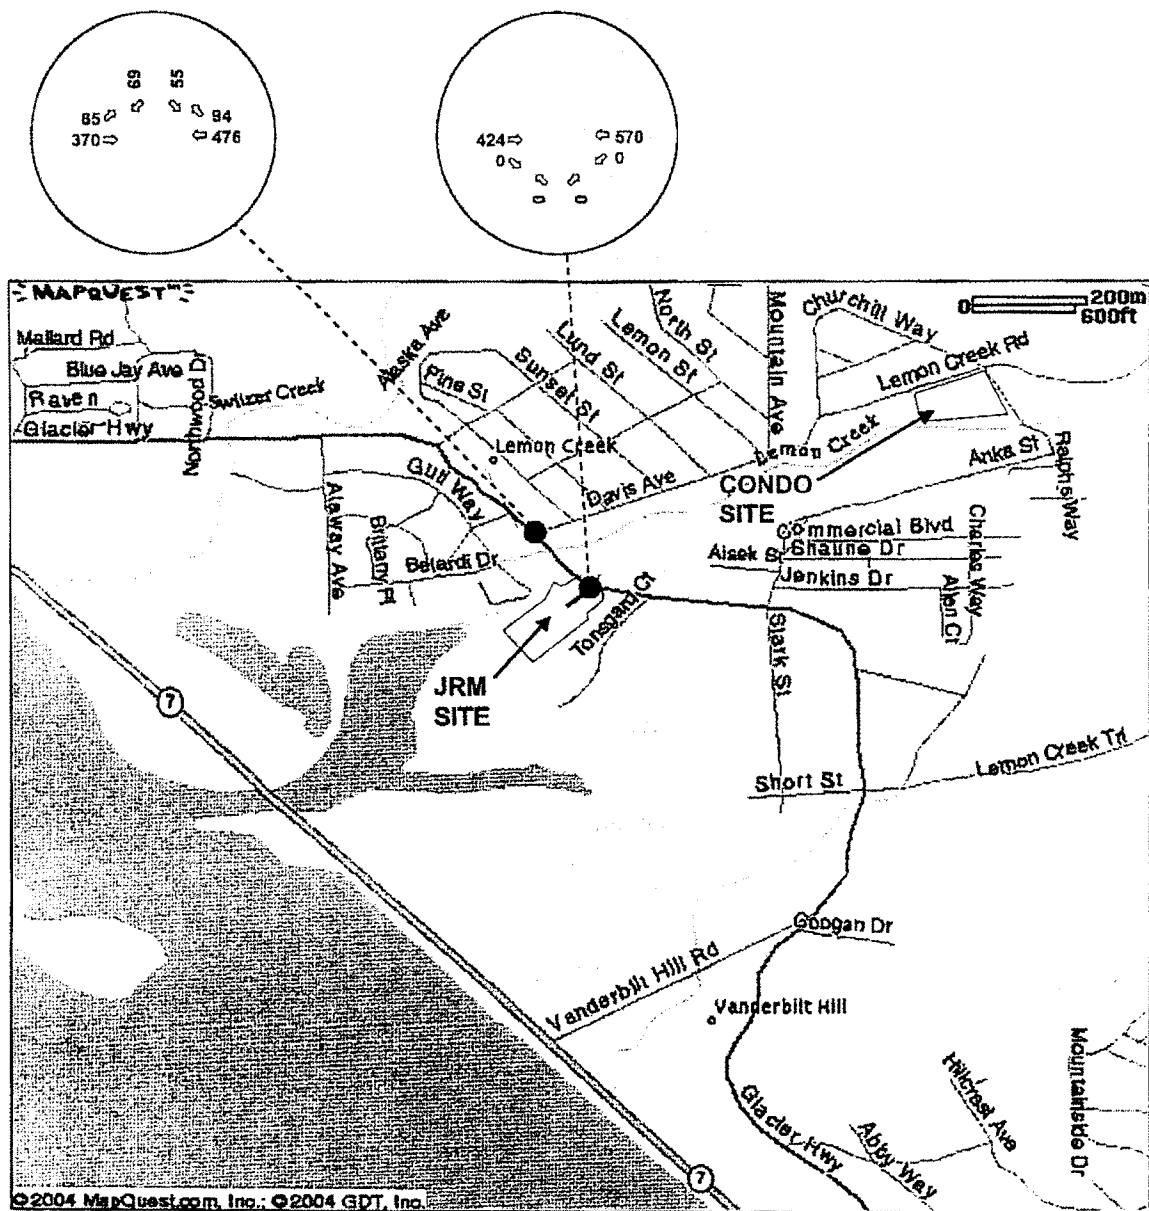 69 55
85 94
370 476
424 570
0 0
0 0
MAPQUEST™
0 200m
600ft
Mallard Rd
Blue Jay Ave
Raven
Glacier Hwy
Northwood Dr
Switzer Creek
Alaska Ave
Pine St
Sunset St
Lund St
Lemon St
North St
Mountain Ave
Churchill Way
Lemon Creek Rd
Lemon Creek
Lemon Creek
Davis Ave
Gull Way
Alaway Ave
Brittany Pl
Belardi Dr
CONDO
SITE
Anka St
Ralph's Way
Commercial Blvd
Shaune Dr
Aisek S
Jenkins Dr
Charles Way
Alen Ct
Tonsgard Ct
Stark St
JRM
SITE
7
Short St
Lemon Creek Trl
Googan Dr
Vanderbilt Hill Rd
Vanderbilt Hill
Glacier Hwy
Abby Way
Hillcrest Ave
Mountainside Dr
7
©2004 MapQuest.com, Inc.; ©2004 GDT, Inc.